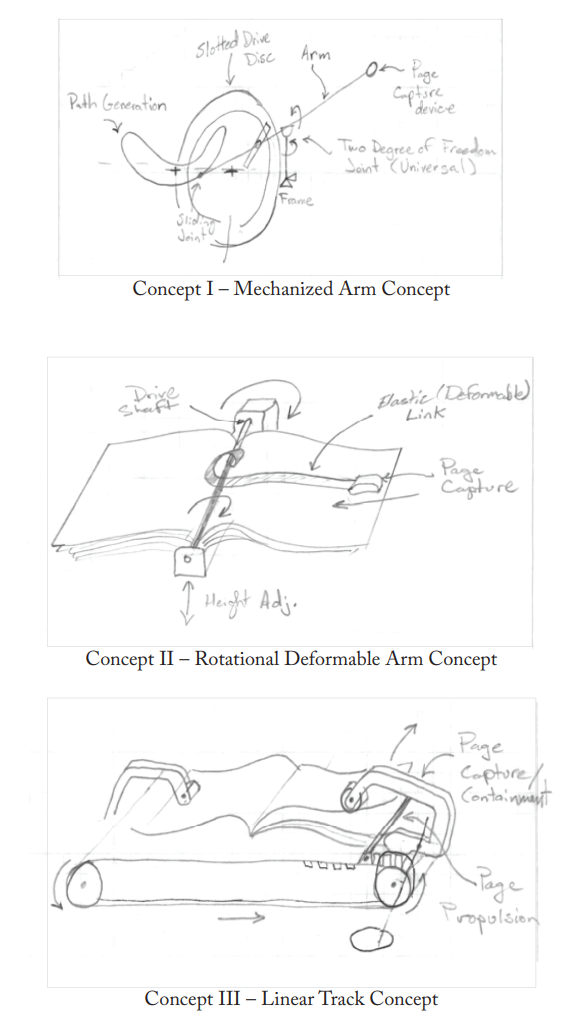 Slotted Drive
Disc
Arm
Page
Capture
device
Path Generation
Two Degree of Freedom
Joint (Universal)
Frame
Sliding
Joint
Concept I – Mechanized Arm Concept
Drive
Shaft
Elastic (Deformable)
Link
Page
Capture
Height Adj.
Concept II – Rotational Deformable Arm Concept
Page
Capture/
Containment
Page
Propulsion
Concept III – Linear Track Concept